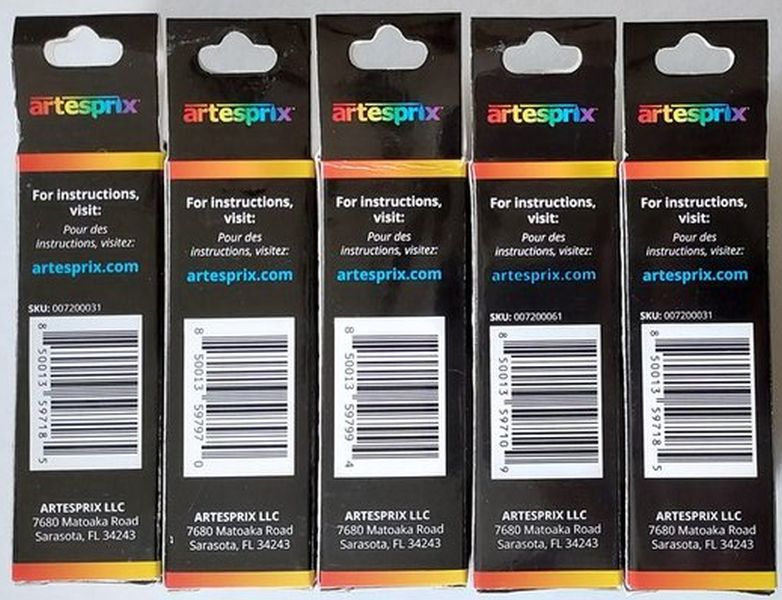 artesprix™
For instructions,
visit:
Pour des
instructions, visitez:
artesprix.com
SKU: 007200031
8 50013 59718 5
ARTESPRIX LLC
7680 Matoaka Road
Sarasota, FL 34243
artesprix™
For instructions,
visit:
Pour des
instructions, visitez:
artesprix.com
8 50013 59797 0
ARTESPRIX LLC
7680 Matoaka Road
Sarasota, FL 34243
artesprix™
For instructions,
visit:
Pour des
instructions, visitez:
artesprix.com
8 50013 59799 4
ARTESPRIX LLC
7680 Matoaka Road
Sarasota, FL 34243
artesprix™
For instructions,
visit:
Pour des
instructions, visitez:
artesprix.com
SKU: 007200061
8 50013 59710 9
ARTESPRIX LLC
7680 Matoaka Road
Sarasota, FL 34243
artesprix™
For instructions,
visit:
Pour des
instructions, visitez:
artesprix.com
SKU: 007200031
8 50013 59718 5
ARTESPRIX LLC
7680 Matoaka Road
Sarasota, FL 34243